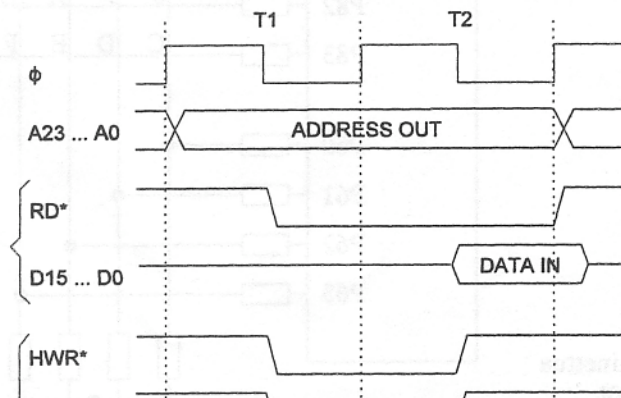 T1 T2
ϕ
A23 ... A0 ADDRESS OUT
RD*
D15 ... D0 DATA IN
HWR*